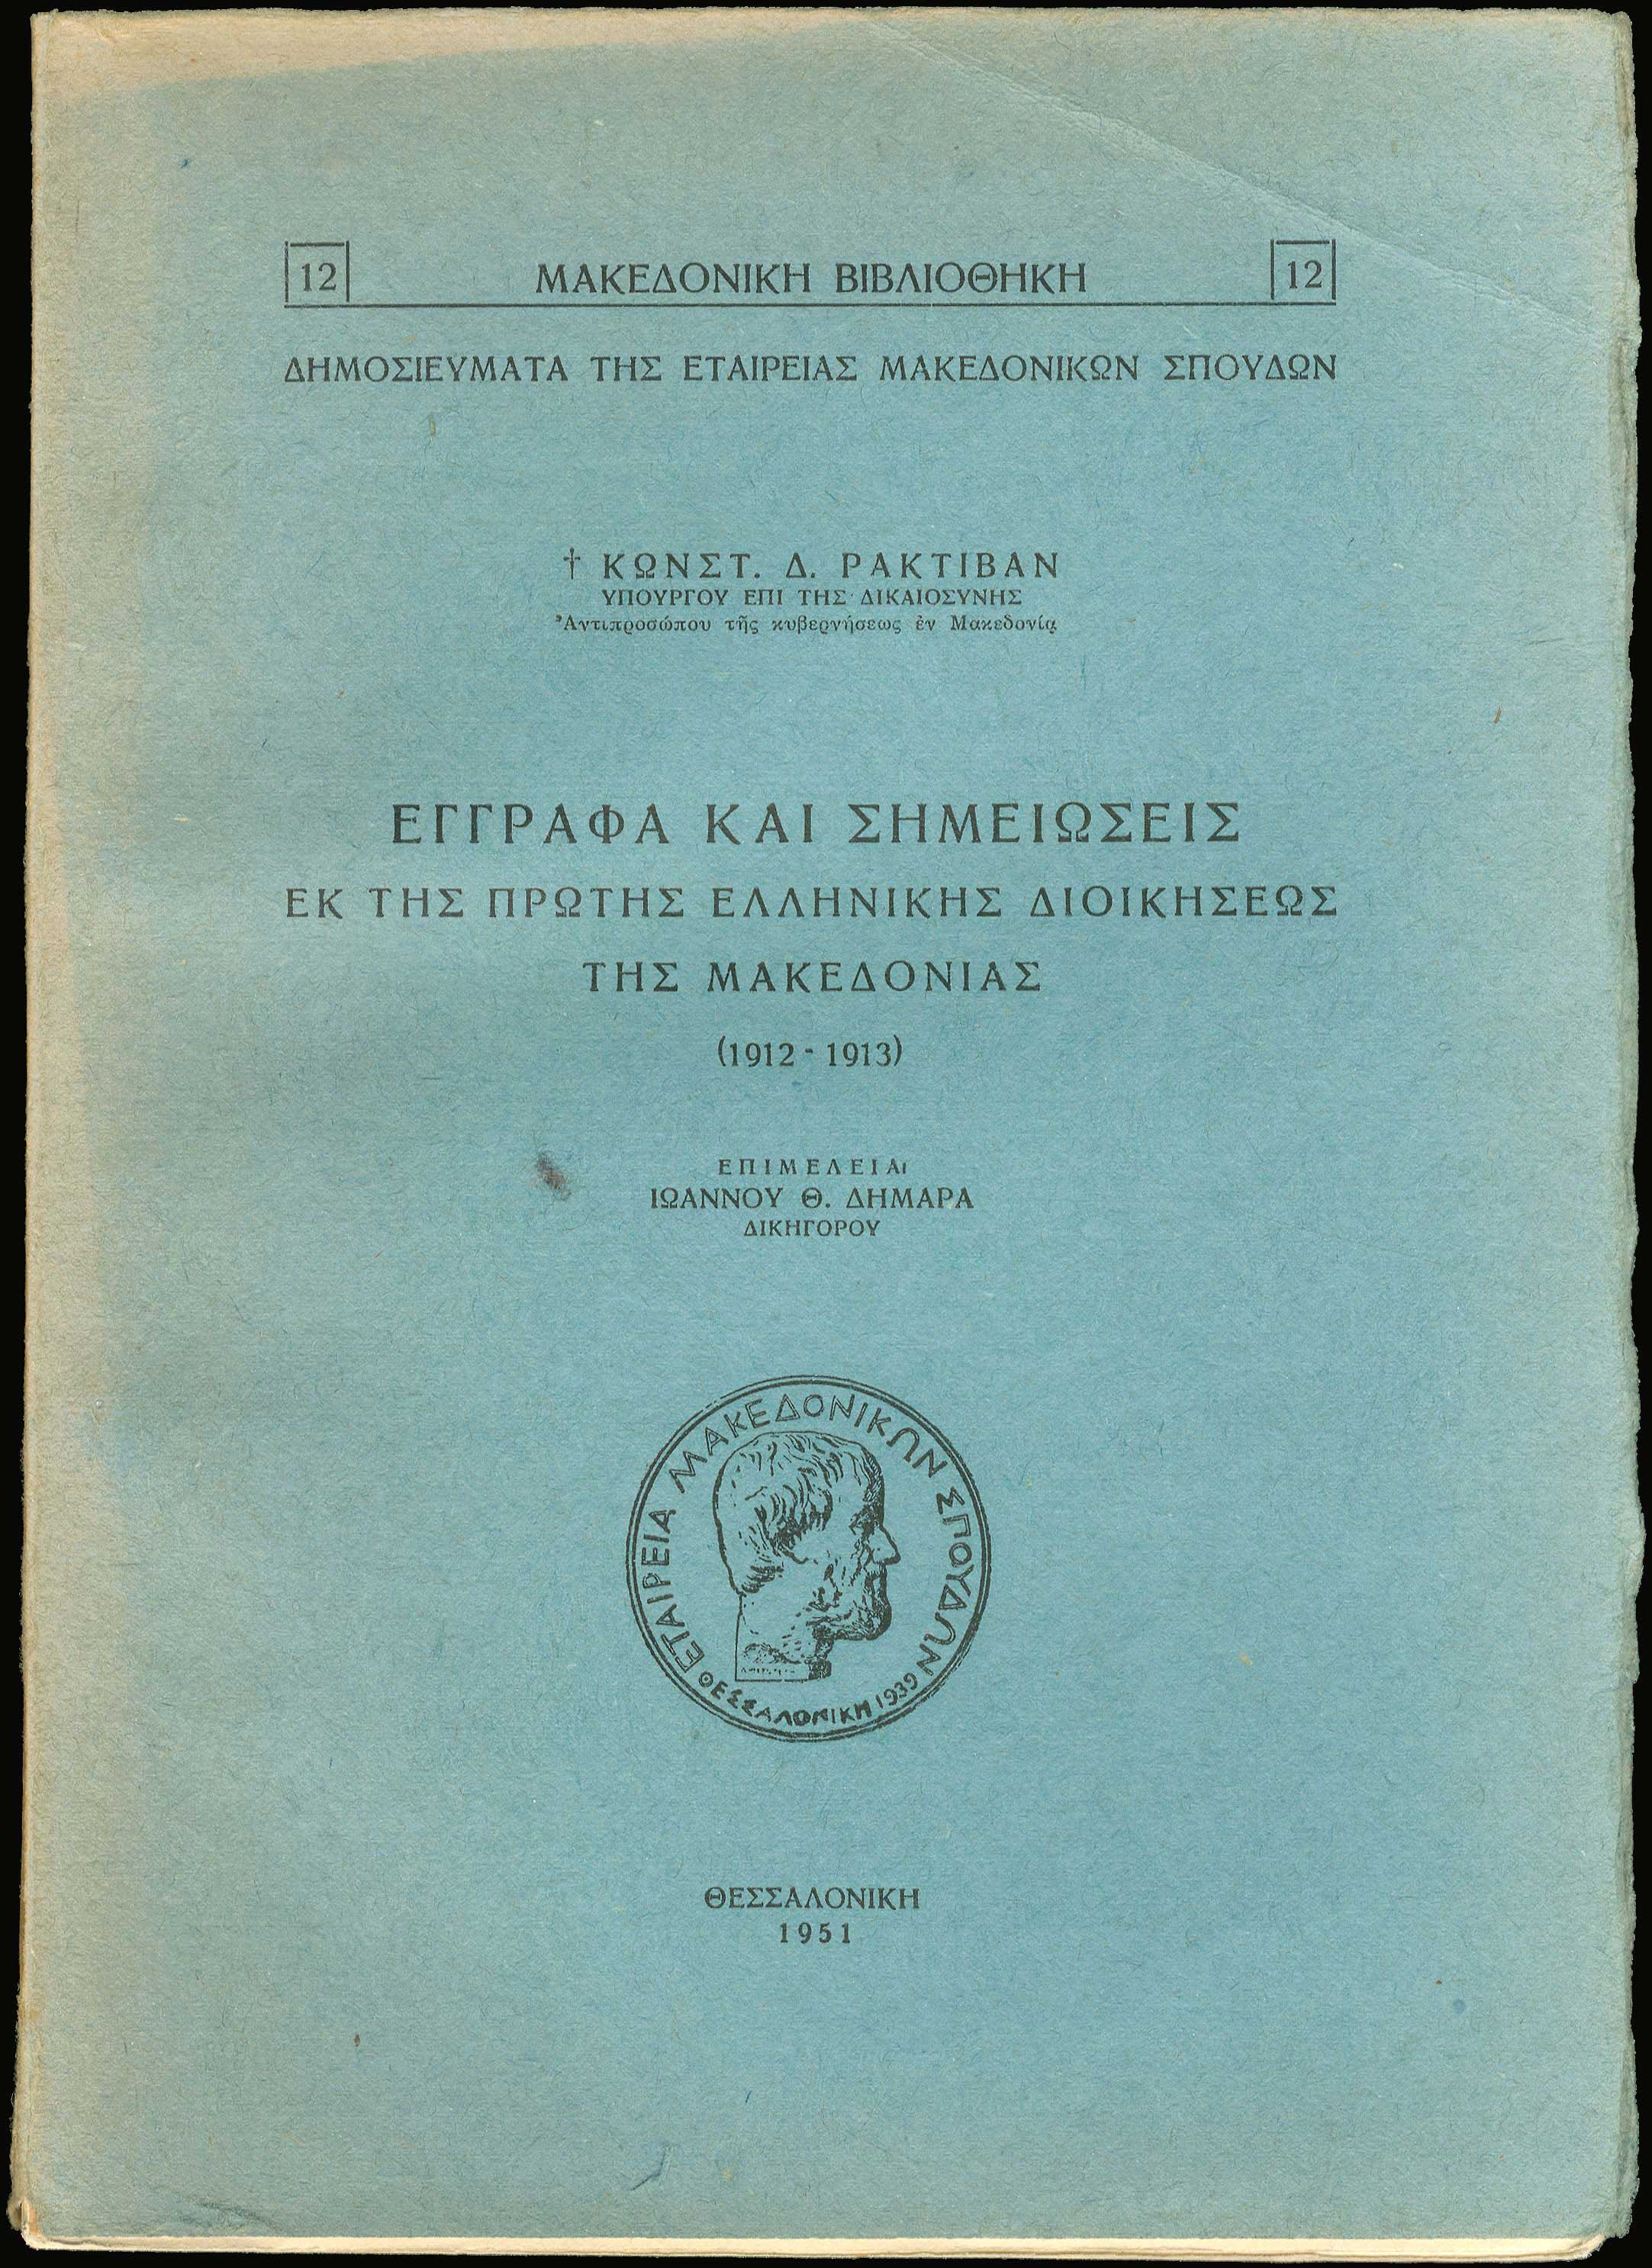 12 ΜΑΚΕΔΟΝΙΚΗ ΒΙΒΛΙΟΘΗΚΗ 12
ΔΗΜΟΣΙΕΥΜΑΤΑ ΤΗΣ ΕΤΑΙΡΕΙΑΣ ΜΑΚΕΔΟΝΙΚΩΝ ΣΠΟΥΔΩΝ
† ΚΩΝΣΤ. Δ. ΡΑΚΤΙΒΑΝ
ΥΠΟΥΡΓΟΥ ΕΠΙ ΤΗΣ ΔΙΚΑΙΟΣΥΝΗΣ
Ἀντιπροσώπου τῆς κυβερνήσεως ἐν Μακεδονίᾳ
ΕΓΓΡΑΦΑ ΚΑΙ ΣΗΜΕΙΩΣΕΙΣ
ΕΚ ΤΗΣ ΠΡΩΤΗΣ ΕΛΛΗΝΙΚΗΣ ΔΙΟΙΚΗΣΕΩΣ
ΤΗΣ ΜΑΚΕΔΟΝΙΑΣ
(1912 - 1913)
ΕΠΙΜΕΛΕΙΑι
ΙΩΑΝΝΟΥ Θ. ΔΗΜΑΡΑ
ΔΙΚΗΓΟΡΟΥ
ΕΤΑΙΡΕΙΑ ΜΑΚΕΔΟΝΙΚΩΝ ΣΠΟΥΔΩΝ
ΘΕΣΣΑΛΟΝΙΚΗ 1939
ΘΕΣΣΑΛΟΝΙΚΗ
1951